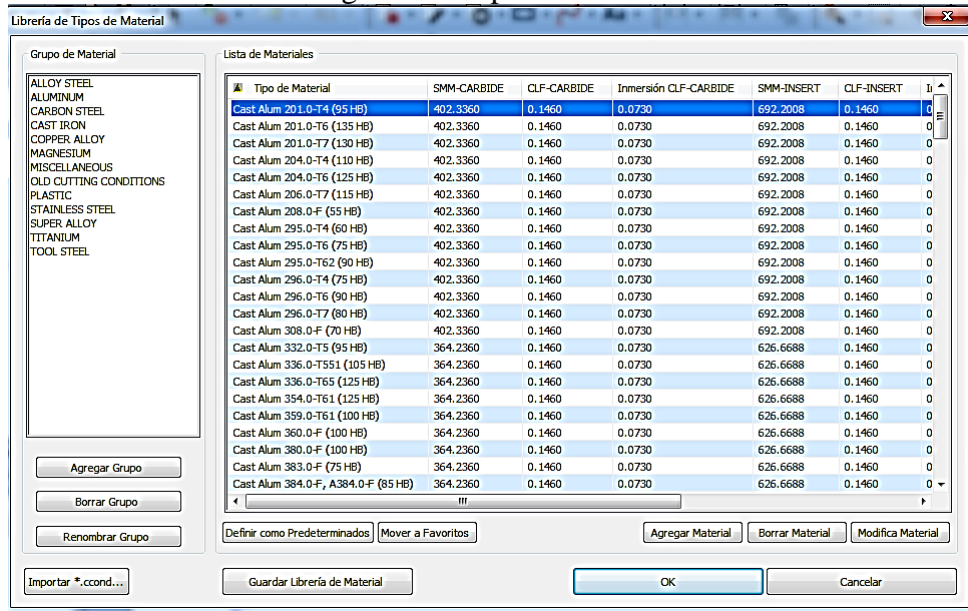 Librería de Tipos de Material
Grupo de Material
ALLOY STEEL
ALUMINUM
CARBON STEEL
CAST IRON
COPPER ALLOY
MAGNESIUM
MISCELLANEOUS
OLD CUTTING CONDITIONS
PLASTIC
STAINLESS STEEL
SUPER ALLOY
TITANIUM
TOOL STEEL
Agregar Grupo
Borrar Grupo
Renombrar Grupo
Lista de Materiales
Tipo de Material SMM-CARBIDE CLF-CARBIDE Inmersión CLF-CARBIDE SMM-INSERT CLF-INSERT
Cast Alum 201.0-T4 (95 HB) 402.3360 0.1460 0.0730 692.2008 0.1460 0
Cast Alum 201.0-T6 (135 HB) 402.3360 0.1460 0.0730 692.2008 0.1460 0
Cast Alum 201.0-T7 (130 HB) 402.3360 0.1460 0.0730 692.2008 0.1460 0
Cast Alum 204.0-T4 (110 HB) 402.3360 0.1460 0.0730 692.2008 0.1460 0
Cast Alum 204.0-T6 (125 HB) 402.3360 0.1460 0.0730 692.2008 0.1460 0
Cast Alum 206.0-T7 (115 HB) 402.3360 0.1460 0.0730 692.2008 0.1460 0
Cast Alum 208.0-F (55 HB) 402.3360 0.1460 0.0730 692.2008 0.1460 0
Cast Alum 295.0-T4 (60 HB) 402.3360 0.1460 0.0730 692.2008 0.1460 0
Cast Alum 295.0-T6 (75 HB) 402.3360 0.1460 0.0730 692.2008 0.1460 0
Cast Alum 295.0-T62 (90 HB) 402.3360 0.1460 0.0730 692.2008 0.1460 0
Cast Alum 296.0-T4 (75 HB) 402.3360 0.1460 0.0730 692.2008 0.1460 0
Cast Alum 296.0-T6 (90 HB) 402.3360 0.1460 0.0730 692.2008 0.1460 0
Cast Alum 296.0-T7 (80 HB) 402.3360 0.1460 0.0730 692.2008 0.1460 0
Cast Alum 308.0-F (70 HB) 402.3360 0.1460 0.0730 692.2008 0.1460 0
Cast Alum 332.0-T5 (95 HB) 364.2360 0.1460 0.0730 626.6688 0.1460 0
Cast Alum 336.0-T551 (105 HB) 364.2360 0.1460 0.0730 626.6688 0.1460 0
Cast Alum 336.0-T65 (125 HB) 364.2360 0.1460 0.0730 626.6688 0.1460 0
Cast Alum 354.0-T61 (125 HB) 364.2360 0.1460 0.0730 626.6688 0.1460 0
Cast Alum 359.0-T61 (100 HB) 364.2360 0.1460 0.0730 626.6688 0.1460 0
Cast Alum 360.0-F (100 HB) 364.2360 0.1460 0.0730 626.6688 0.1460 0
Cast Alum 380.0-F (100 HB) 364.2360 0.1460 0.0730 626.6688 0.1460 0
Cast Alum 383.0-F (75 HB) 364.2360 0.1460 0.0730 626.6688 0.1460 0
Cast Alum 384.0-F, A384.0-F (85 HB) 364.2360 0.1460 0.0730 626.6688 0.1460 0
Definir como Predeterminados Mover a Favoritos Agregar Material Borrar Material Modifica Material
Importar *.ccond... Guardar Librería de Material OK Cancelar